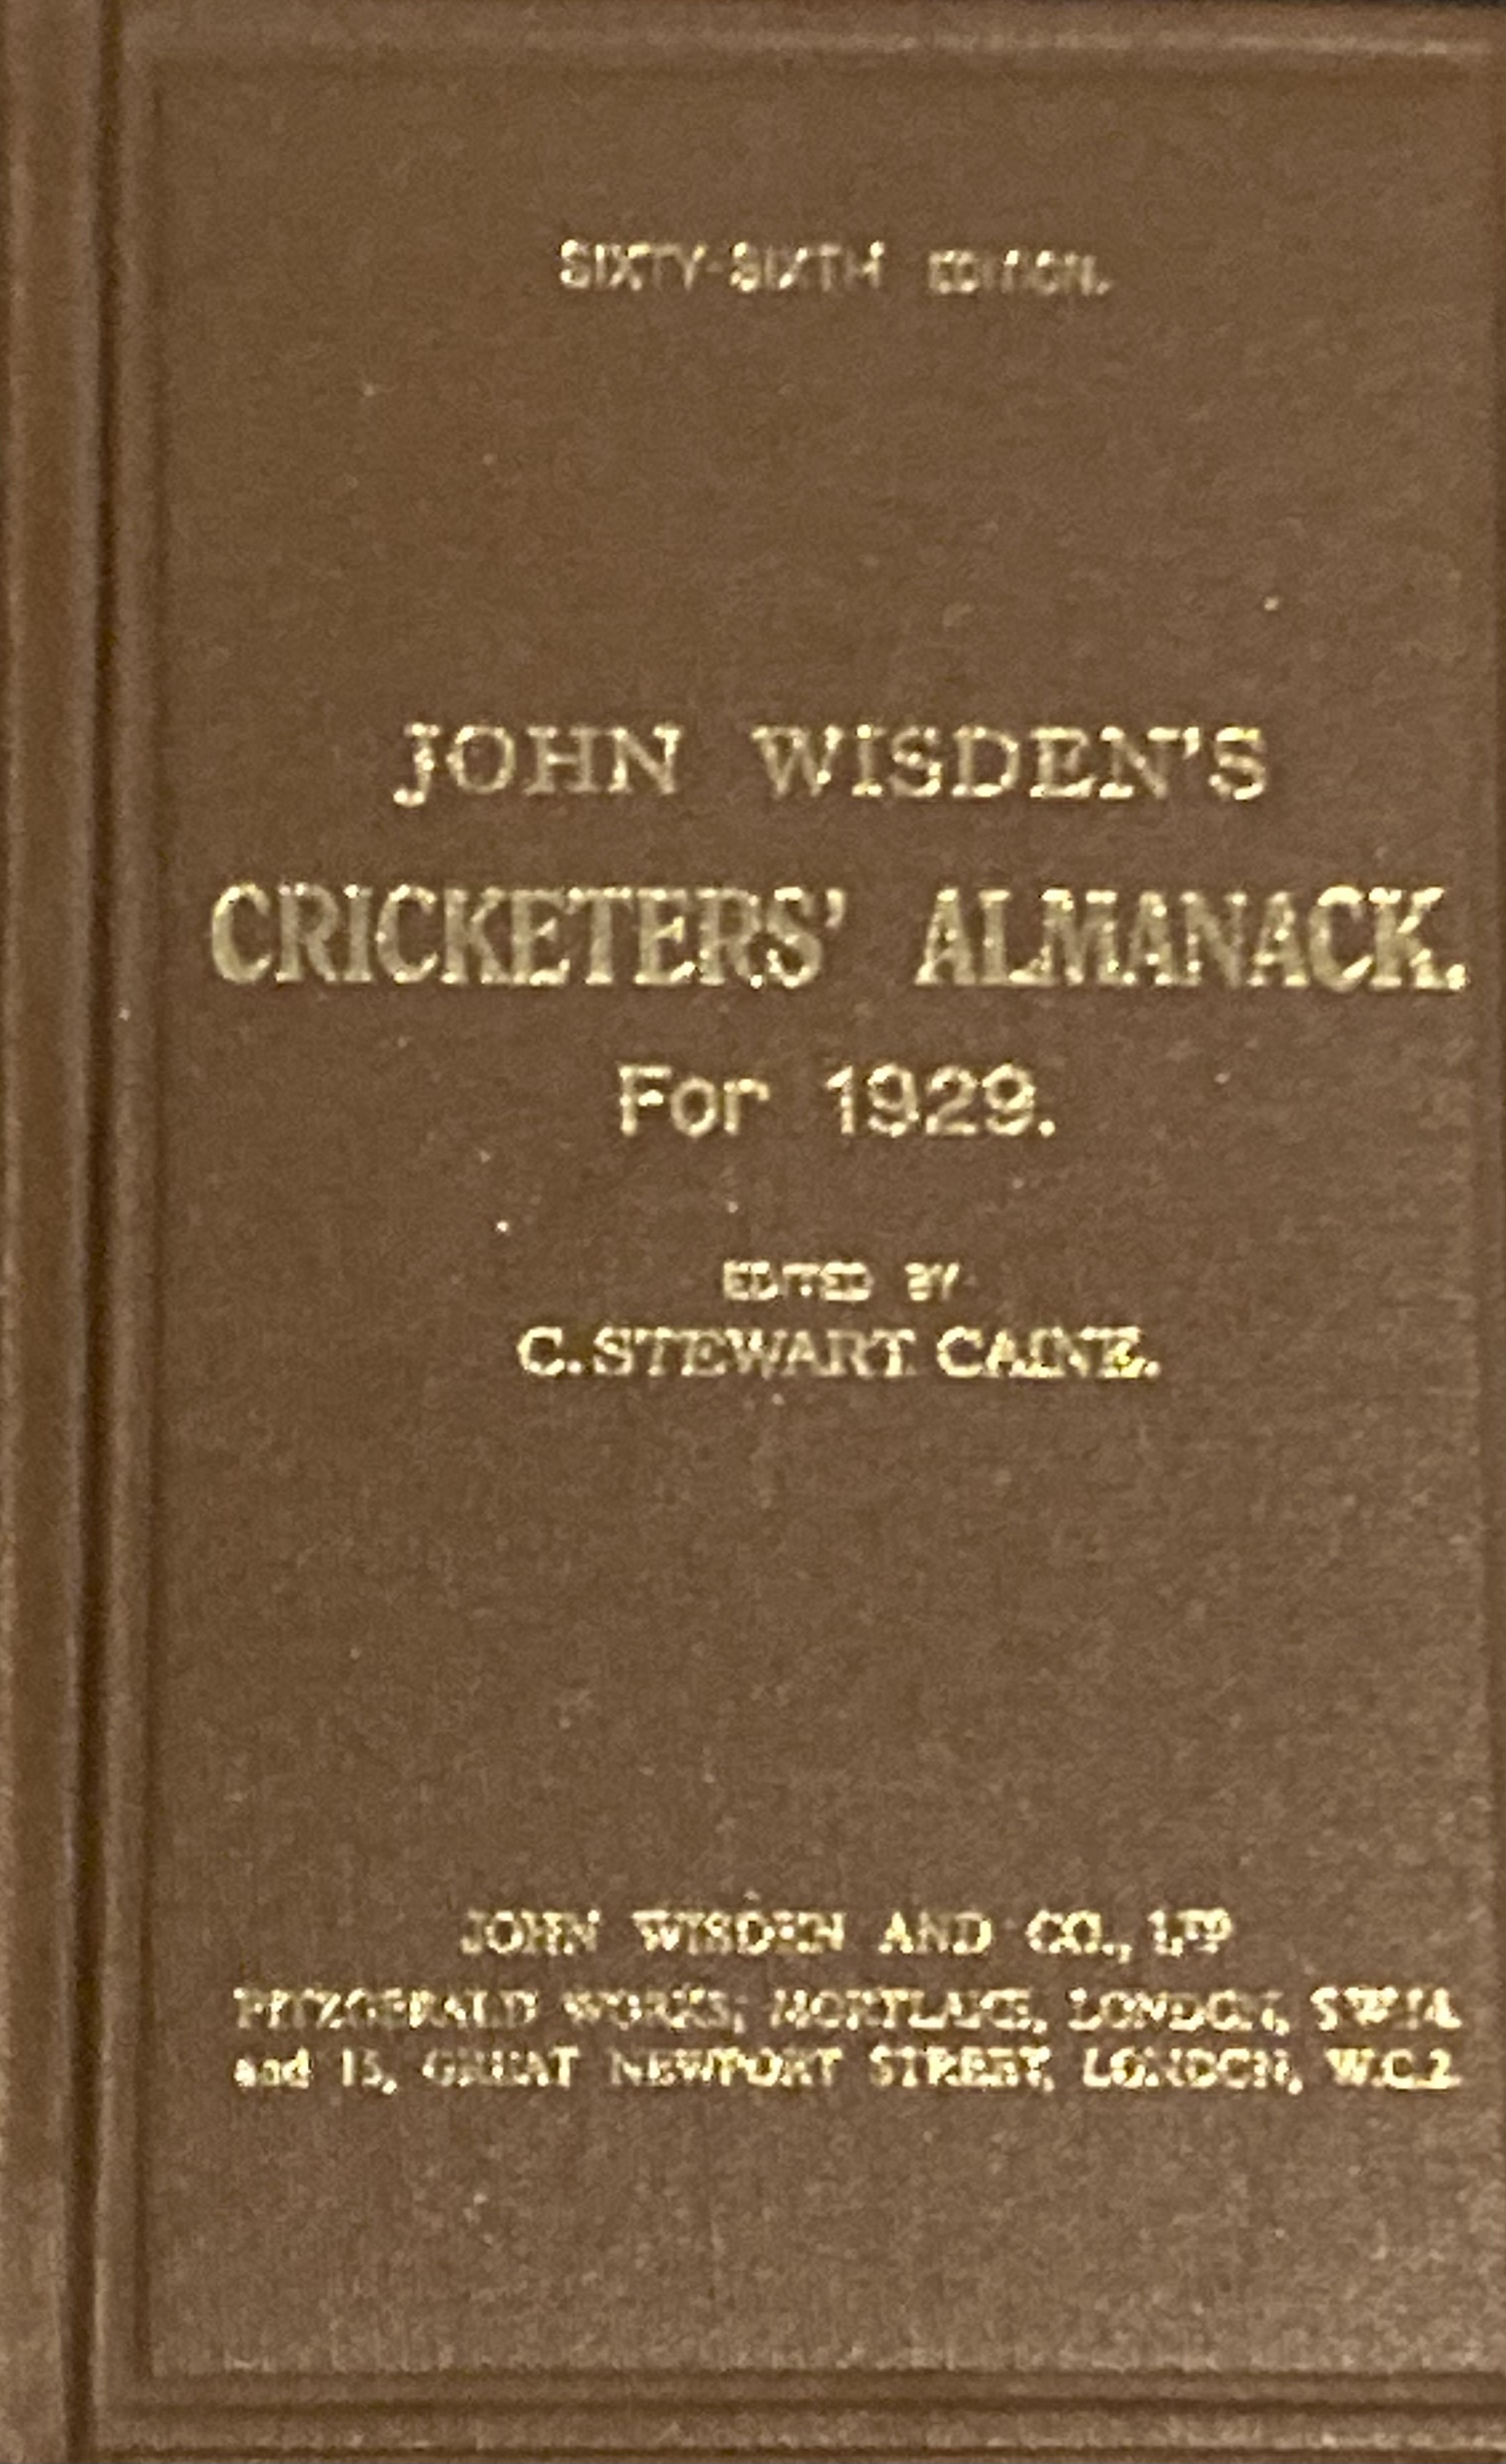 SIXTY-SIXTH EDITION.
JOHN WISDEN'S
CRICKETERS' ALMANACK.
For 1929.
EDITED BY
C. STEWART CAINE.
JOHN WISDEN AND CO., LTD
FITZGERALD WORKS, MORTLAKE, LONDON, S.W.14.
and 15, GREAT NEWPORT STREET, LONDON, W.C.2